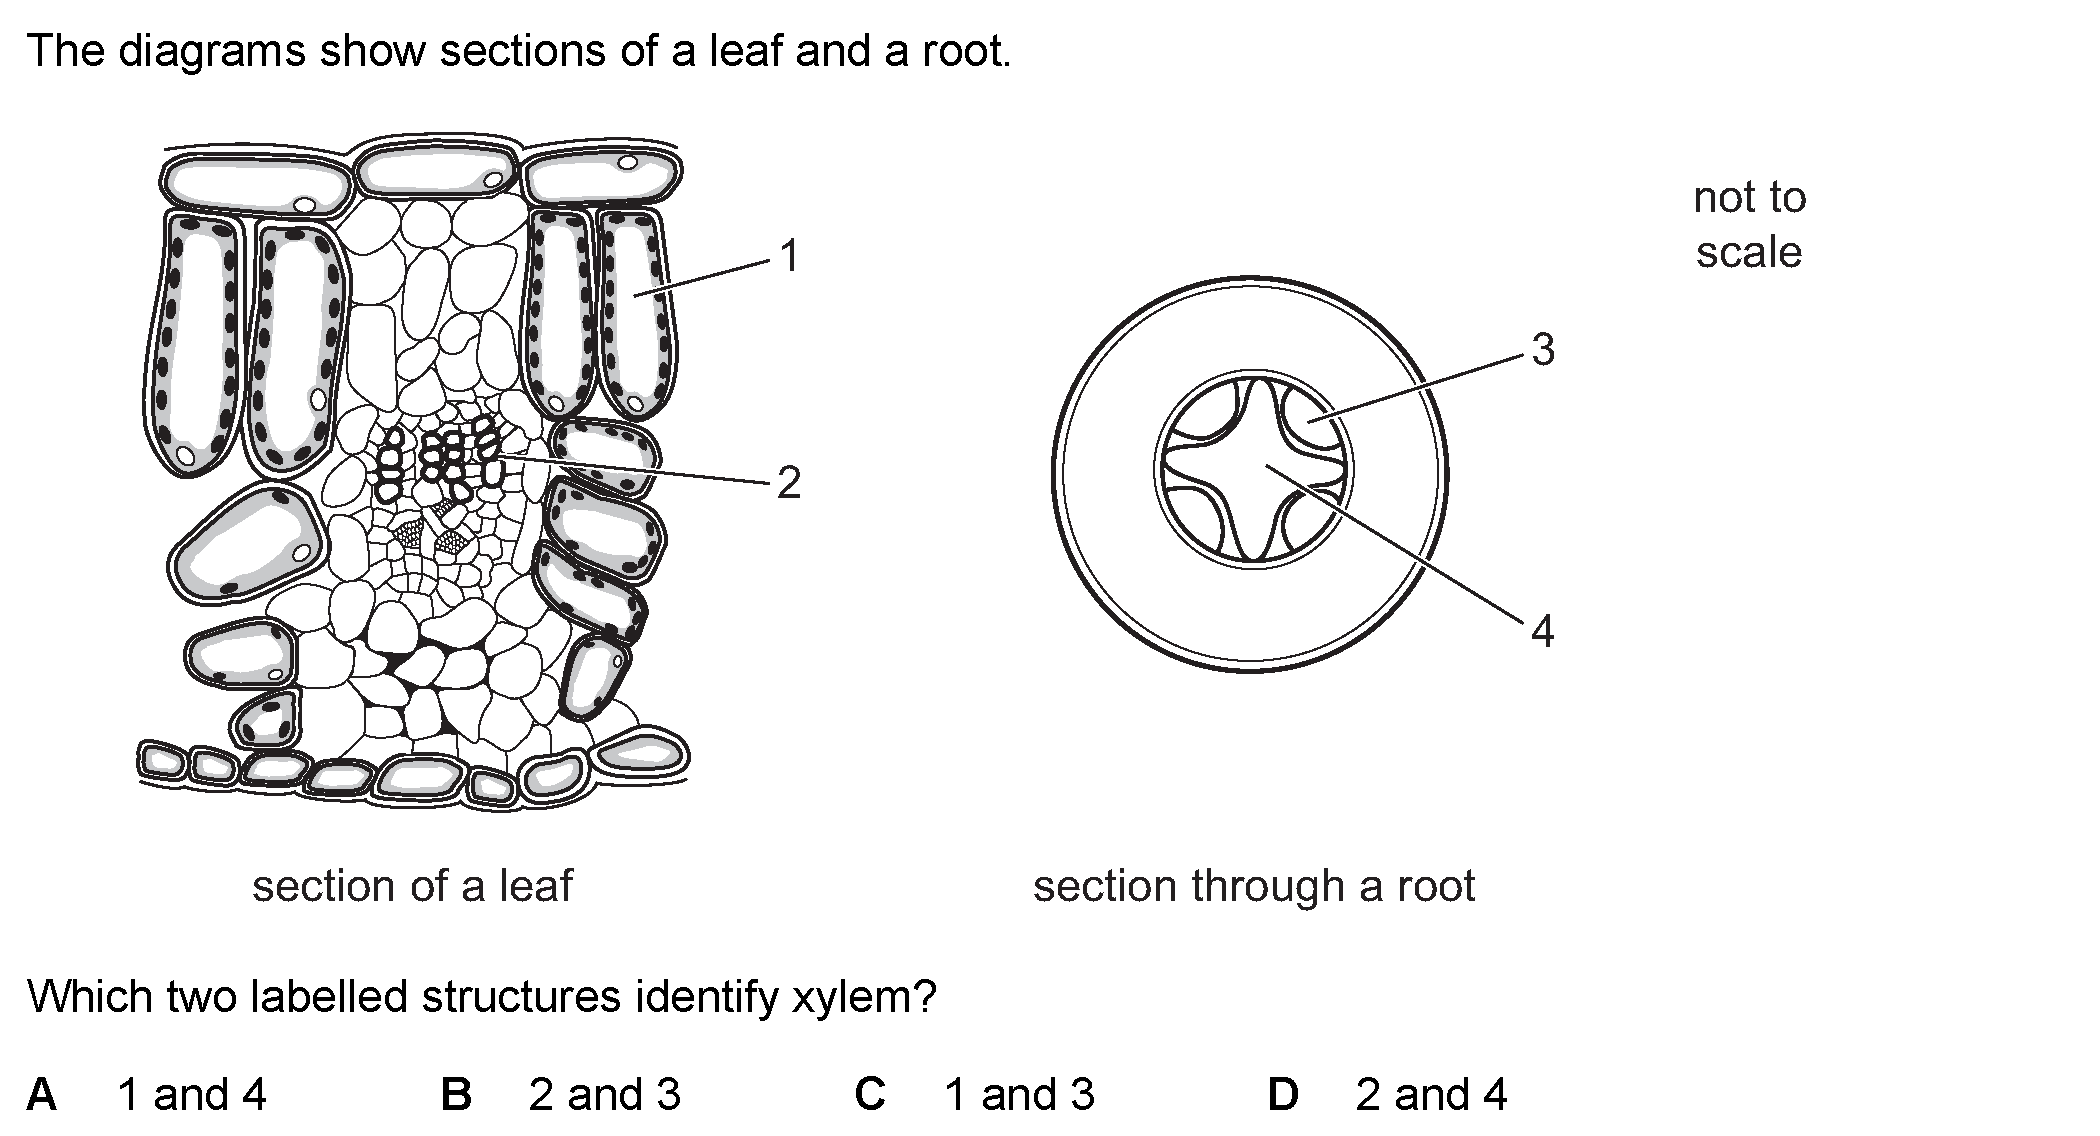 The diagrams show sections of a leaf and a root.
not to
scale
1
2
3
4
section of a leaf
section through a root
Which two labelled structures identify xylem?
A 1 and 4 B 2 and 3 C 1 and 3 D 2 and 4